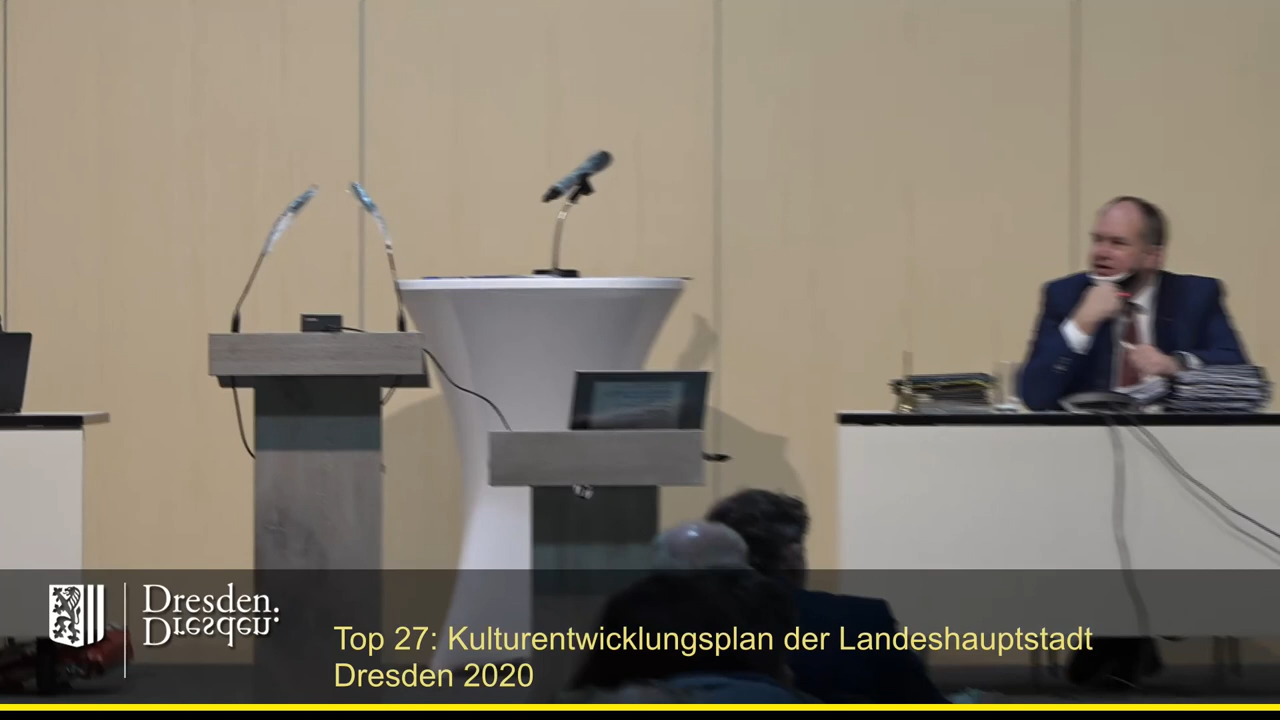 Dresden.
Dresden.
Top 27: Kulturentwicklungsplan der Landeshauptstadt
Dresden 2020